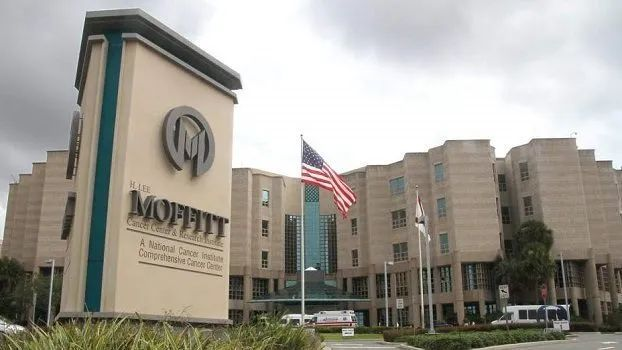 H. LEE
MOFFITT
Cancer Center & Research Institute
A National Cancer Institute
Comprehensive Cancer Center